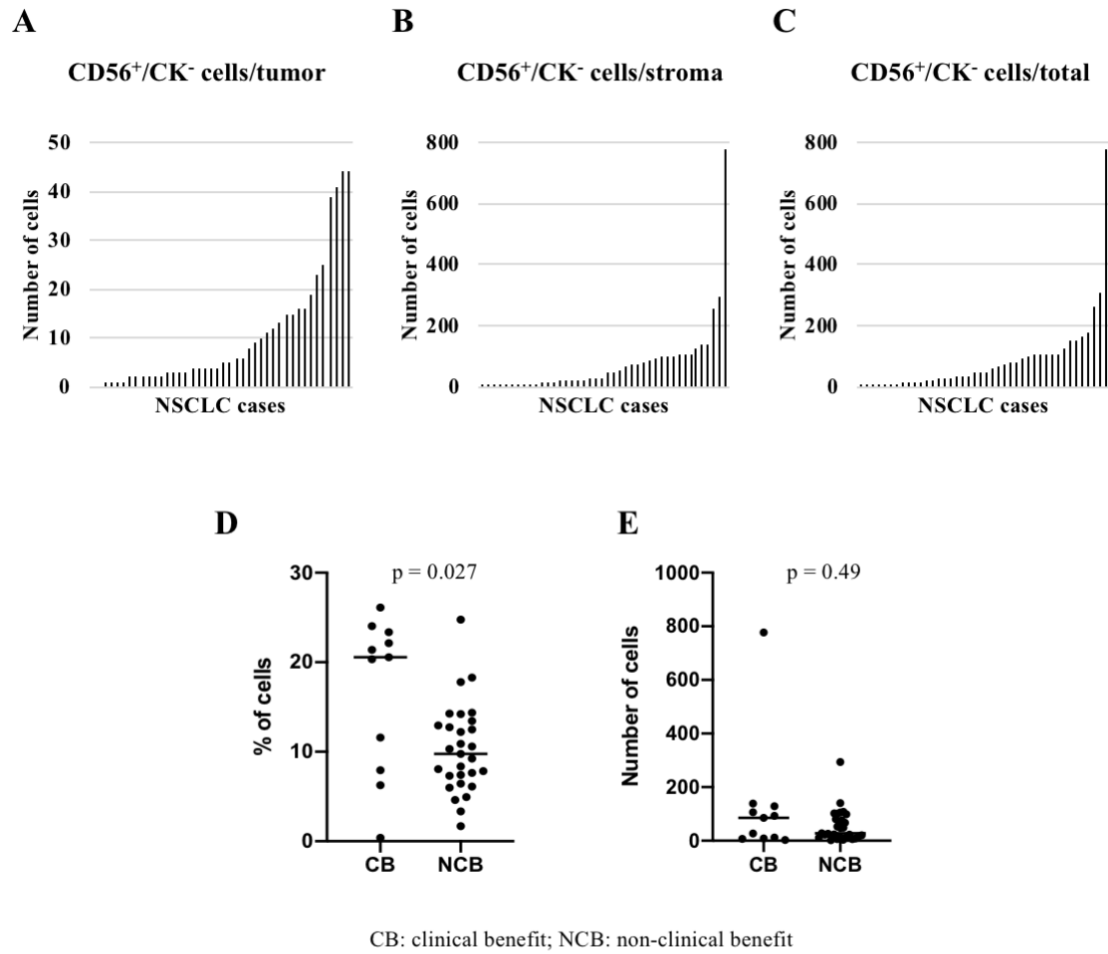 A
B
C
CD56⁺/CK⁻ cells/tumor
CD56⁺/CK⁻ cells/stroma
CD56⁺/CK⁻ cells/total
Number of cells
50
40
30
20
10
0
NSCLC cases
Number of cells
800
600
400
200
0
NSCLC cases
Number of cells
800
600
400
200
0
NSCLC cases
D
E
p = 0.027
% of cells
30
20
10
0
CB
NCB
p = 0.49
Number of cells
1000
800
600
400
200
0
CB
NCB
CB: clinical benefit; NCB: non-clinical benefit